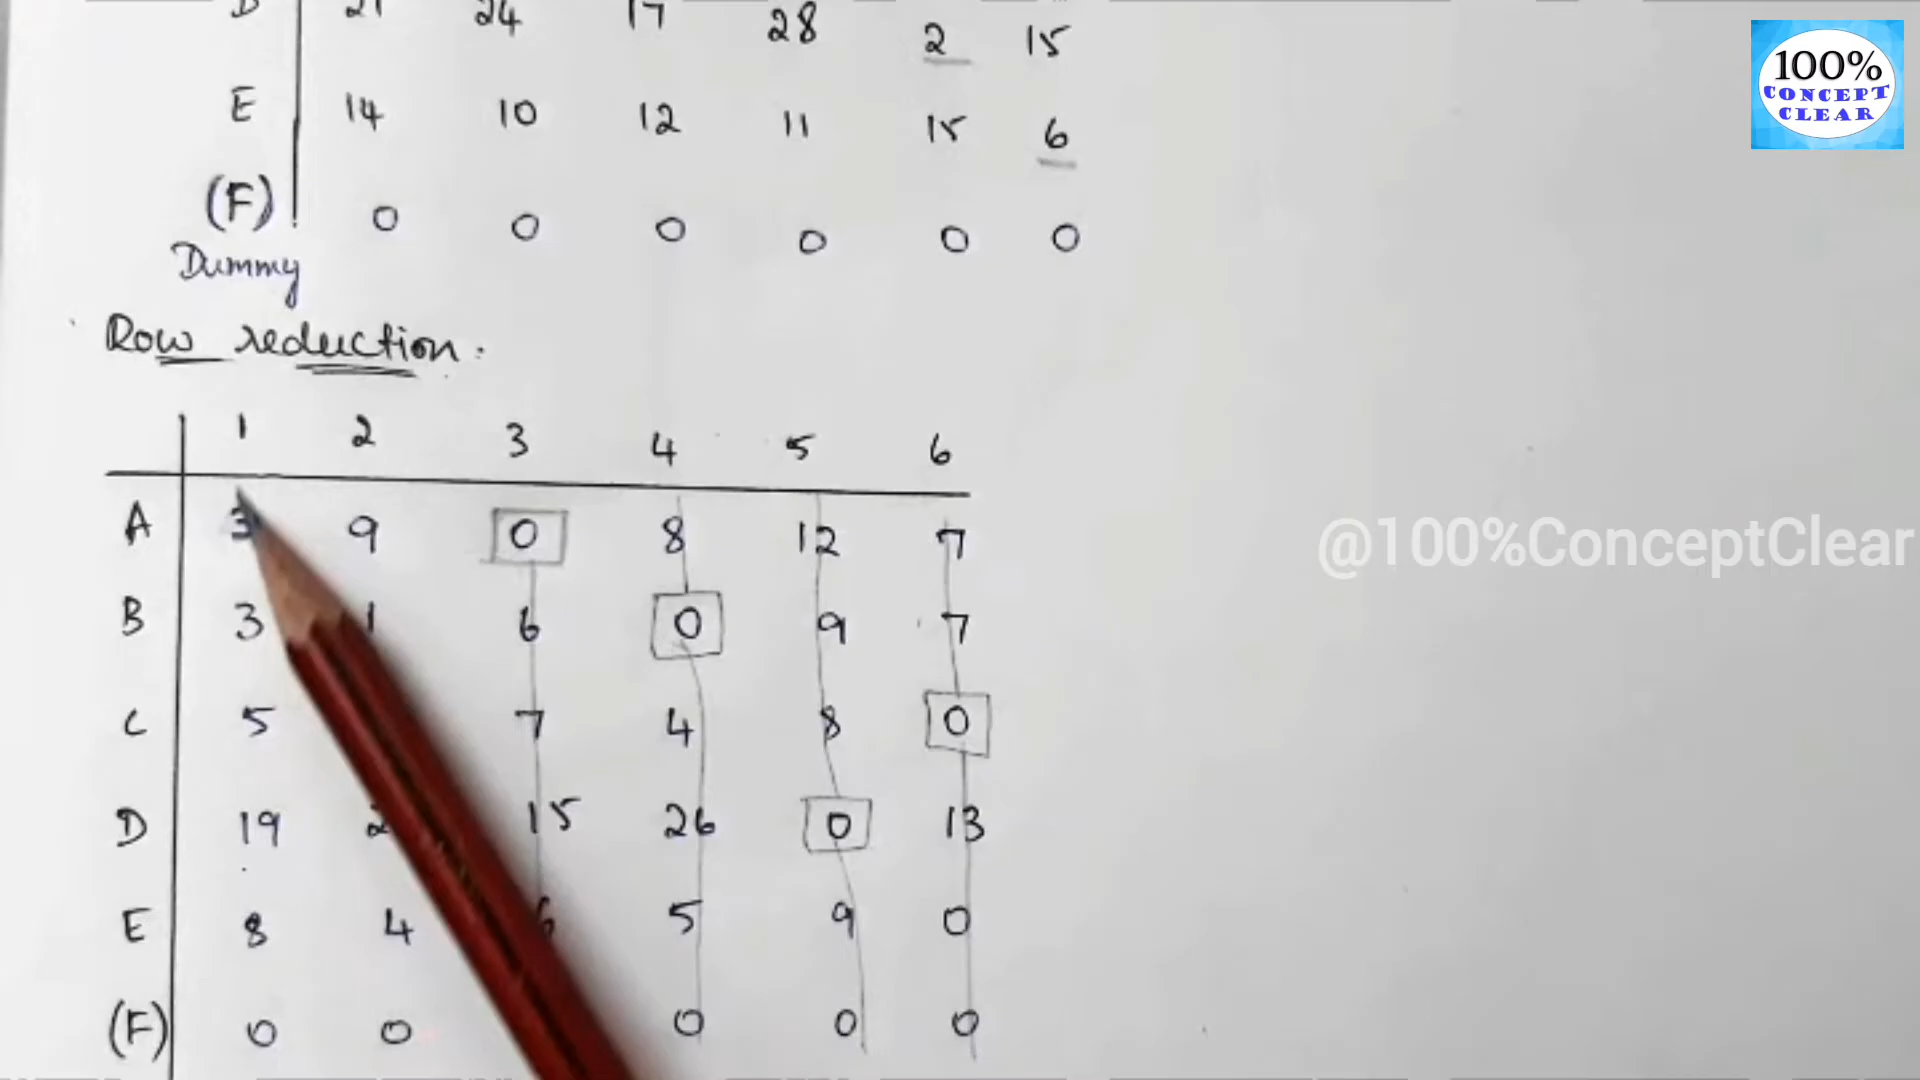 D 21 24 17 28 2 15
E 14 10 12 11 15 6
(F) 0 0 0 0 0 0
Dummy
Row reduction.
1 2 3 4 5 6
A 3 9 0 8 12 7
B 3 1 6 0 9 7
C 5 7 4 8 0
D 19 15 26 0 13
E 8 4 6 5 9 0
(F) 0 0 0 0 0
100%
CONCEPT
CLEAR
@100%ConceptClear